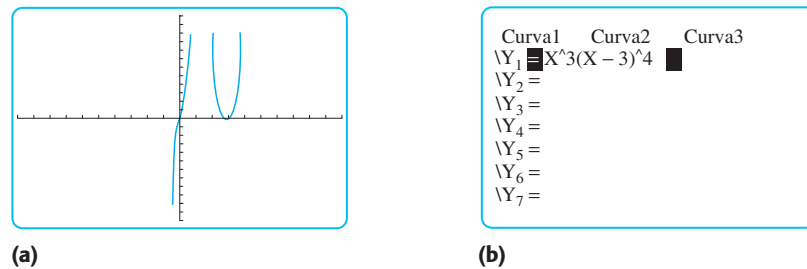 Curva1 Curva2 Curva3
\Y₁ = X^3(X – 3)^4
\Y₂ =
\Y₃ =
\Y₄ =
\Y₅ =
\Y₆ =
\Y₇ =
(a)
(b)